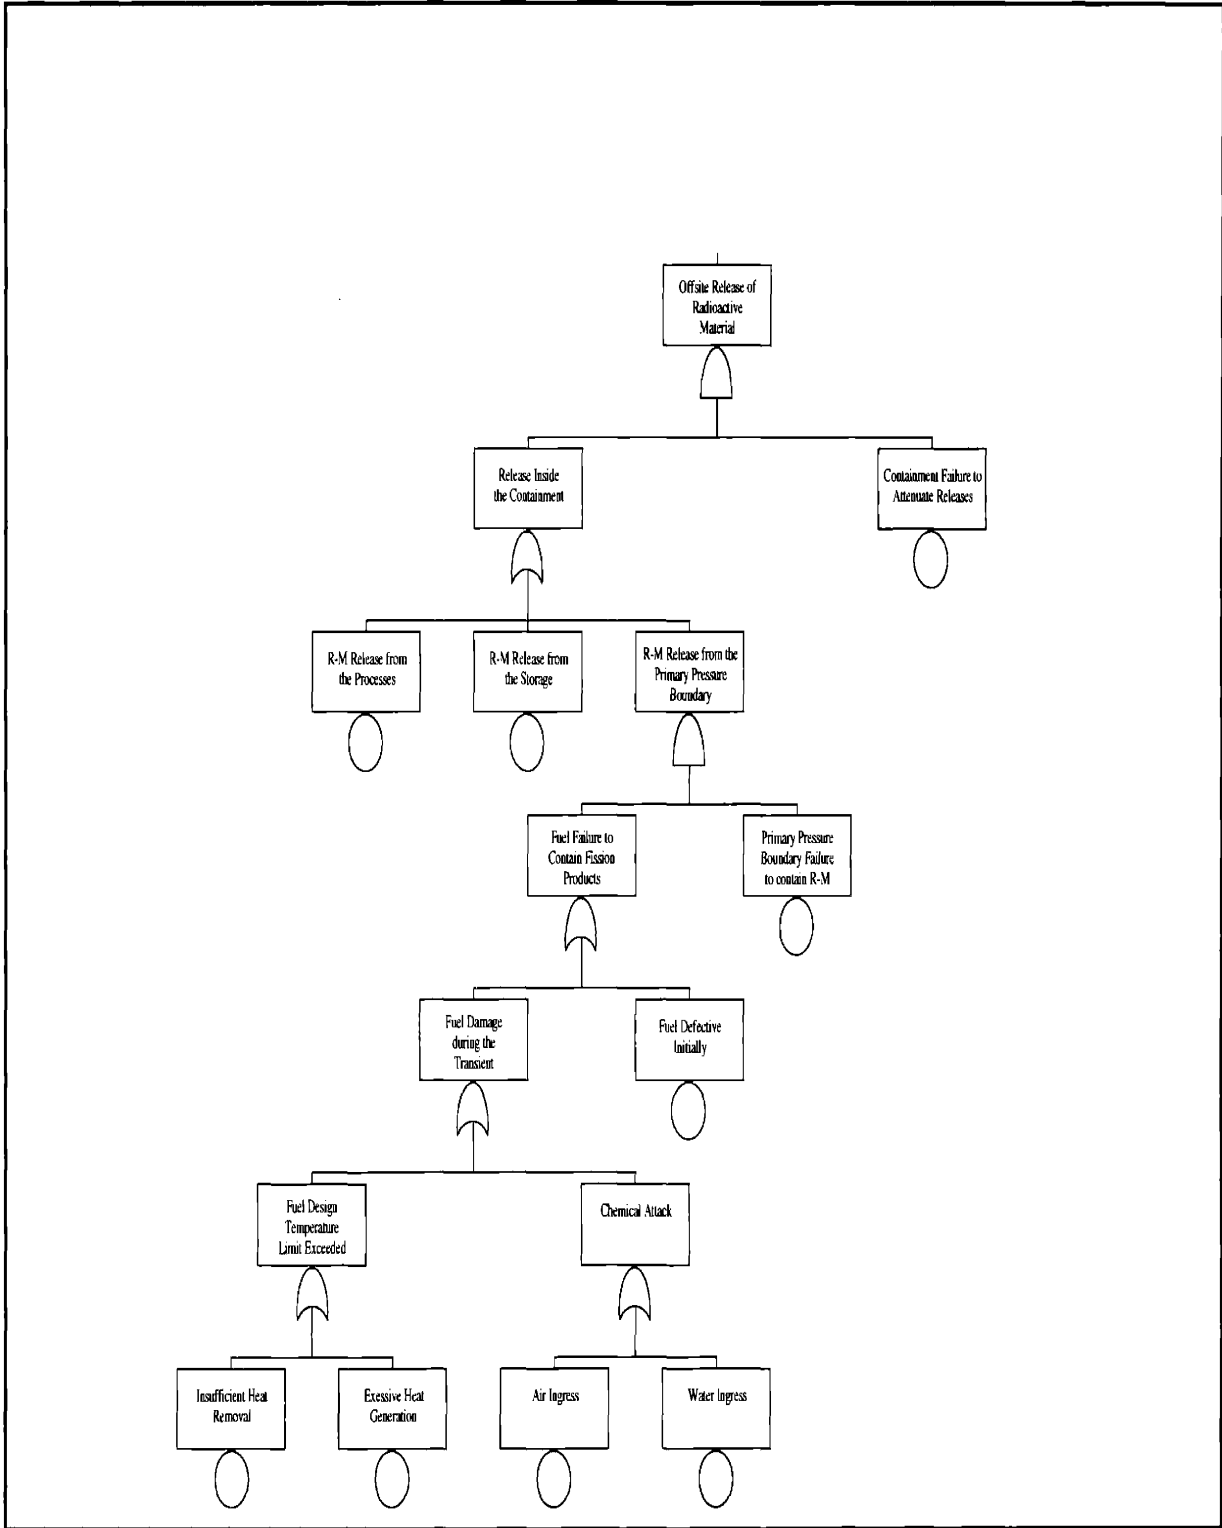 Offsite Release of
Radioactive
Material
Release Inside
the Containment
Containment Failure to
Attenuate Releases
R-M Release from
the Processes
R-M Release from
the Storage
R-M Release from the
Primary Pressure
Boundary
Fuel Failure to
Contain Fission
Products
Primary Pressure
Boundary Failure
to contain R-M
Fuel Damage
during the
Transient
Fuel Defective
Initially
Fuel Design
Temperature
Limit Exceeded
Chemical Attack
Insufficient Heat
Removal
Exessive Heat
Generation
Air Ingress
Water Ingress